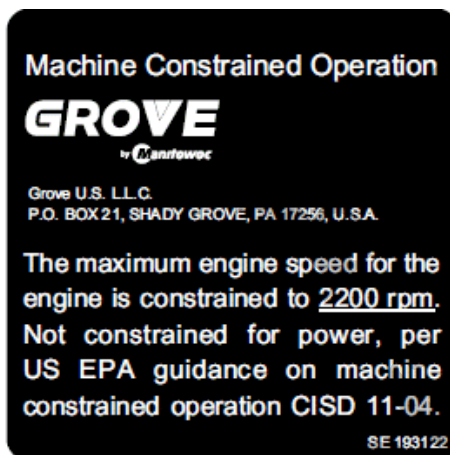 Machine Constrained Operation
GROVE
by Manitowoc
Grove U.S. L.L.C.
P.O. BOX 21, SHADY GROVE, PA 17256, U.S.A.
The maximum engine speed for the
engine is constrained to 2200 rpm.
Not constrained for power, per
US EPA guidance on machine
constrained operation CISD 11-04.
SE 193122